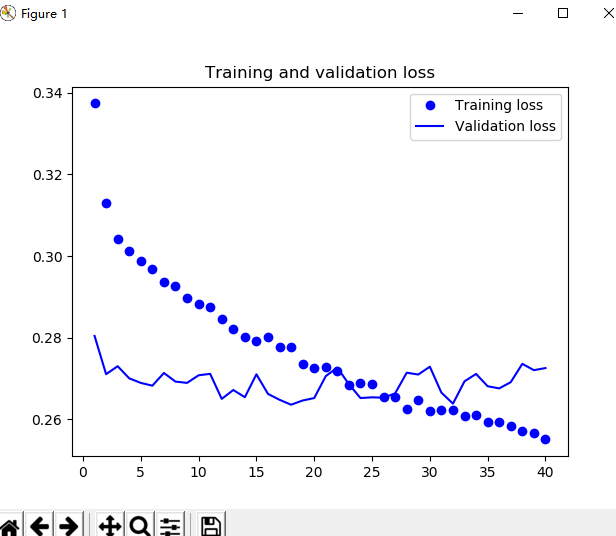 Figure 1
Training and validation loss
Training loss
Validation loss
0.34
0.32
0.30
0.28
0.26
0 5 10 15 20 25 30 35 40